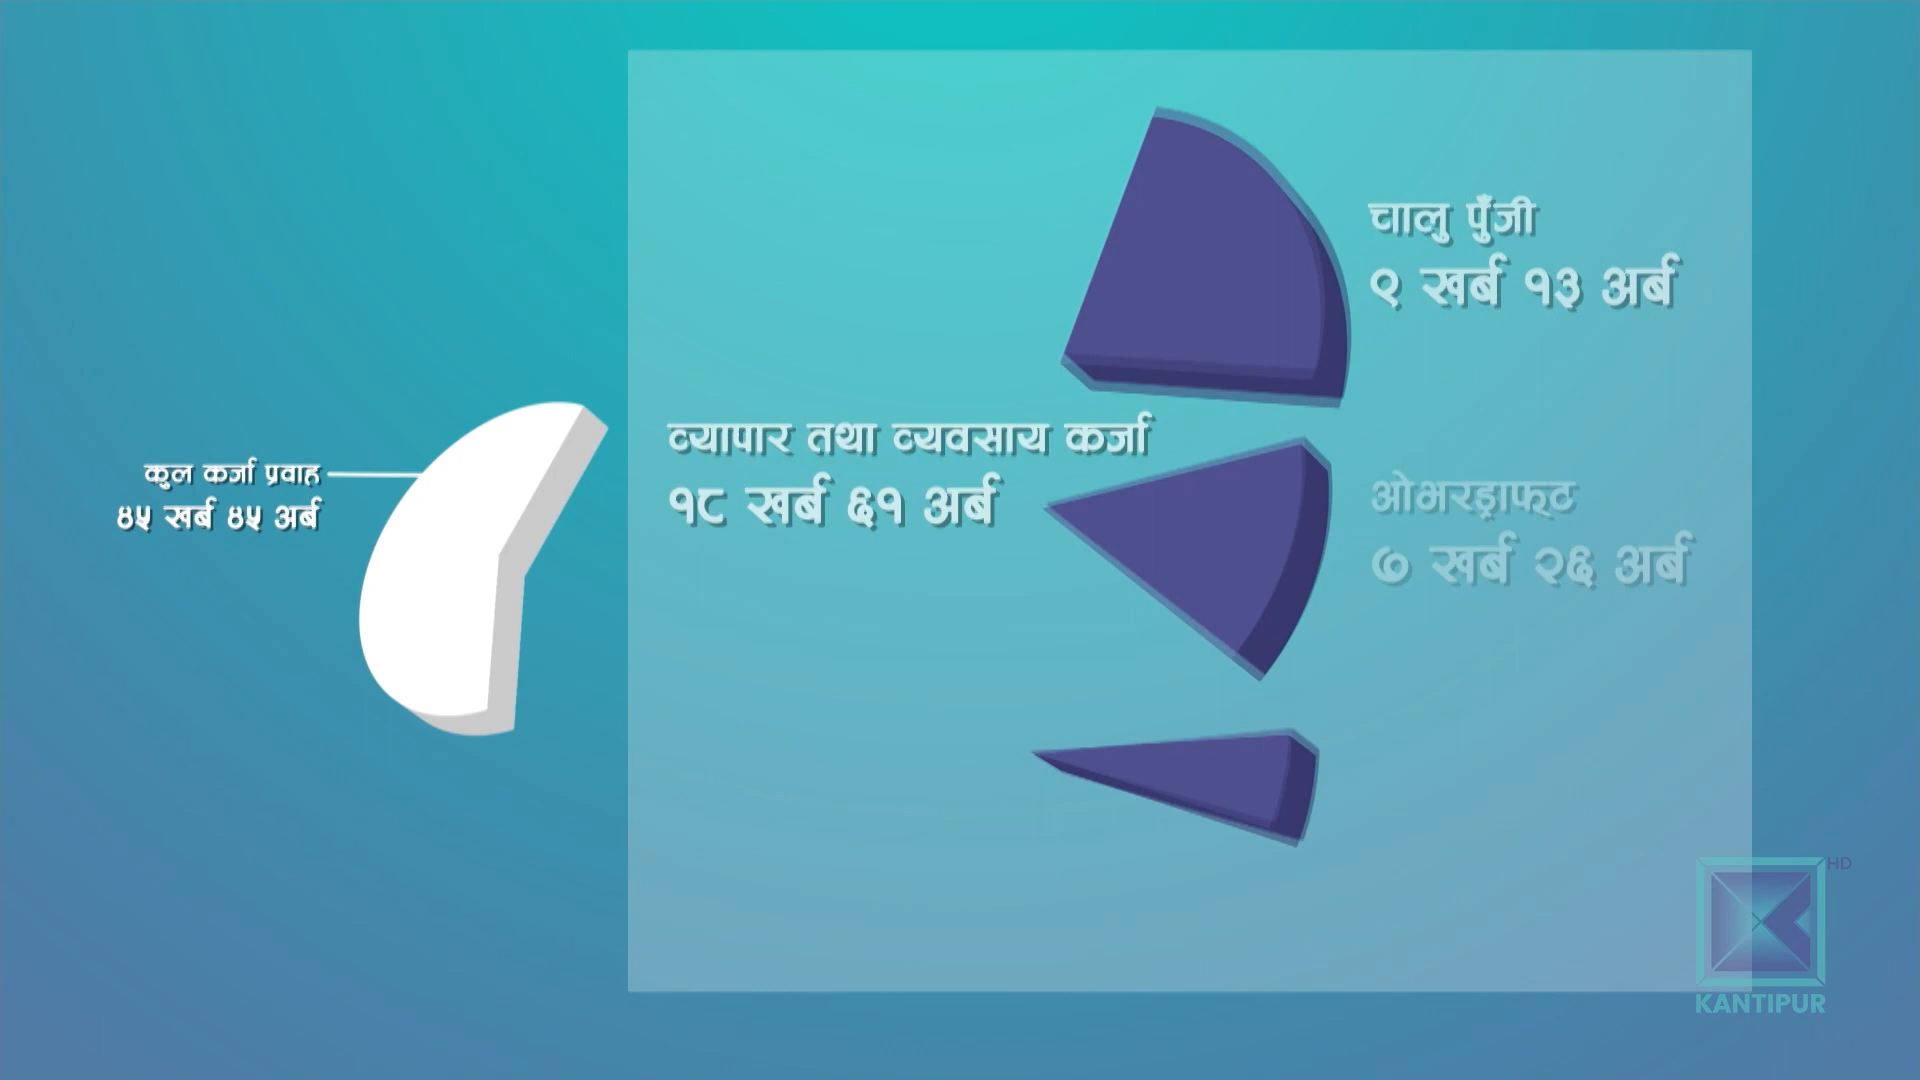 कुल कर्जा प्रवाह
४५ खर्ब ४५ अर्ब
व्यापार तथा व्यवसाय कर्जा
१८ खर्ब ६१ अर्ब
चालु पुँजी
९ खर्ब १३ अर्ब
ओभरड्राफ्ट
७ खर्ब २६ अर्ब
HD
KANTIPUR